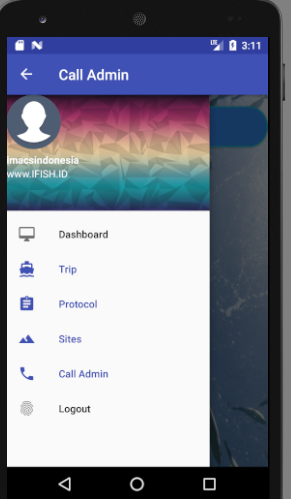 3:11
Call Admin
imacsindonesia
www.IFISH.ID
Dashboard
Trip
Protocol
Sites
Call Admin
Logout